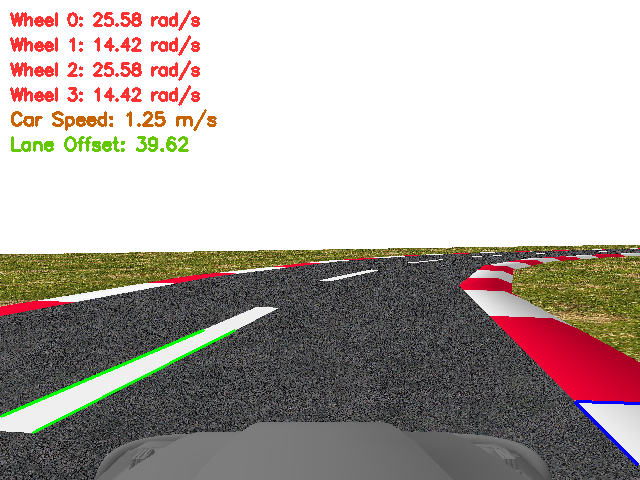 Wheel 0: 25.58 rad/s
Wheel 1: 14.42 rad/s
Wheel 2: 25.58 rad/s
Wheel 3: 14.42 rad/s
Car Speed: 1.25 m/s
Lane Offset: 39.62